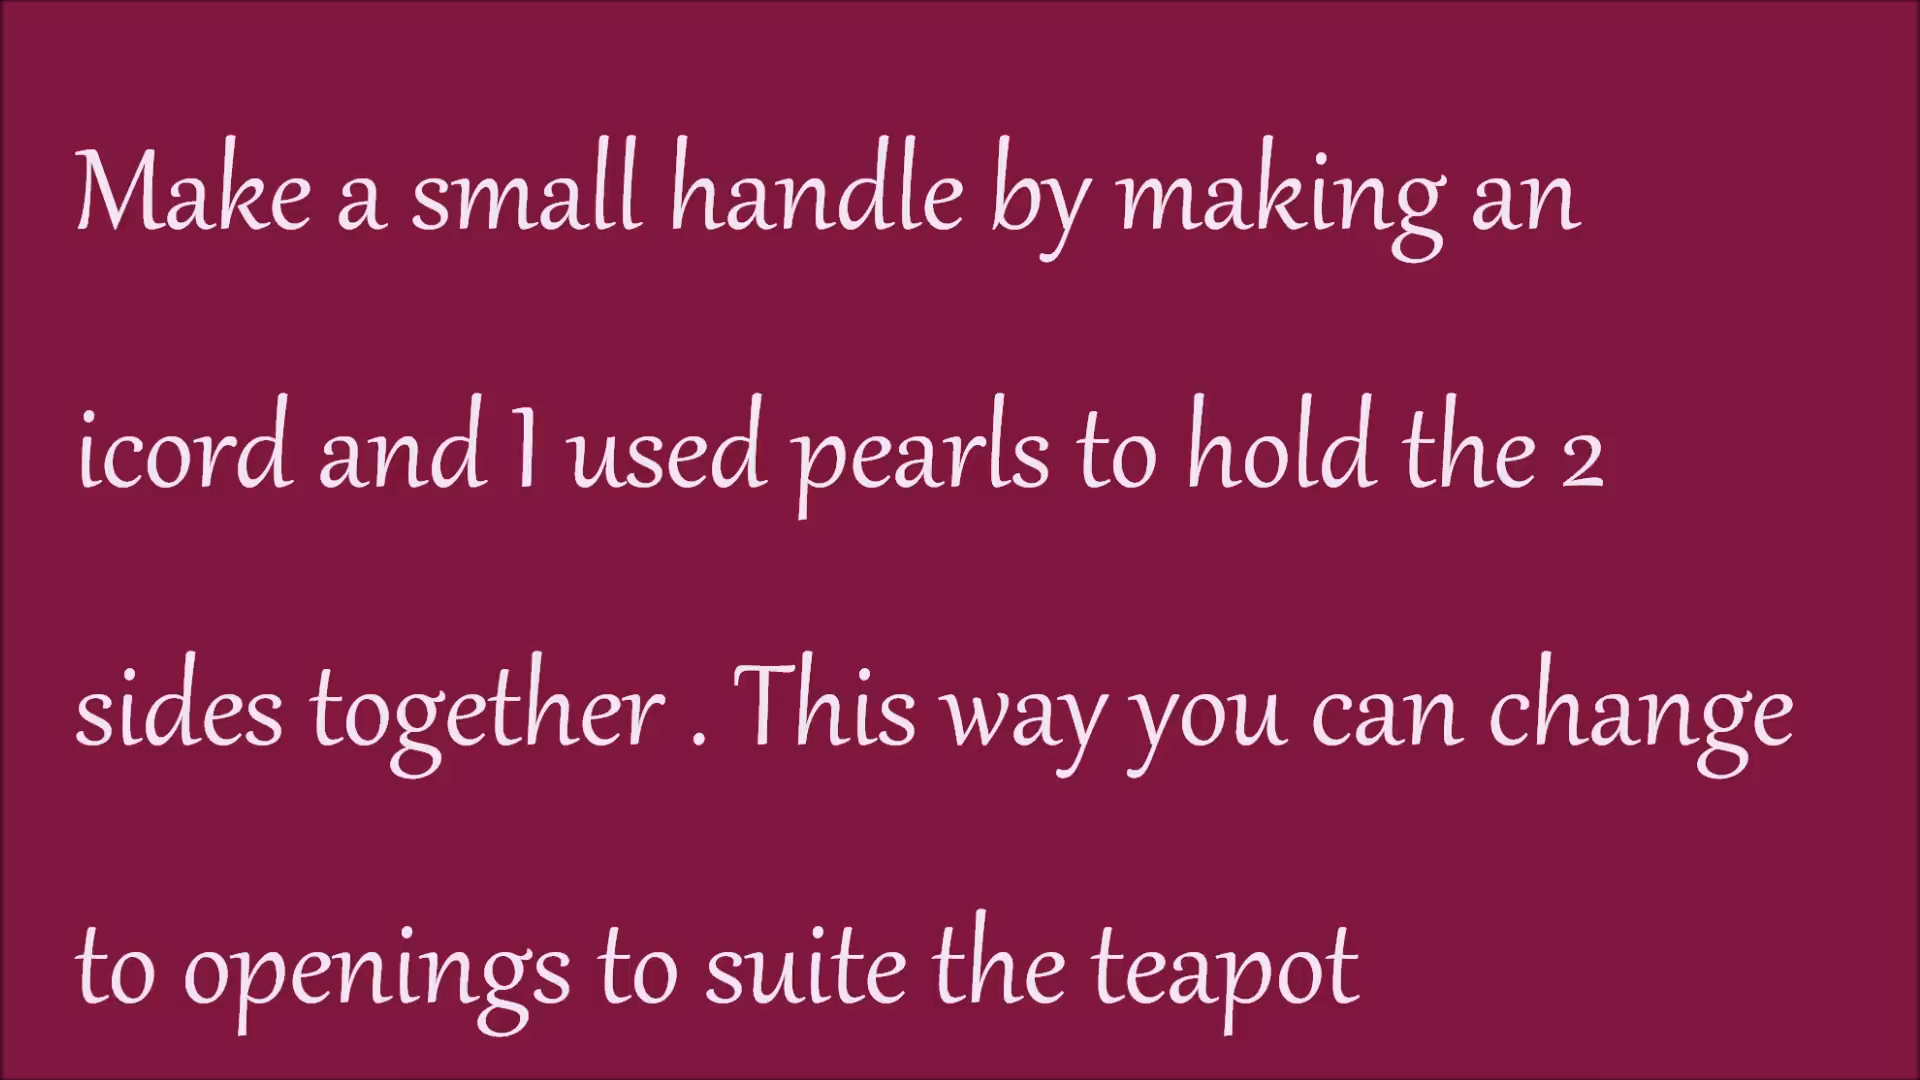 Make a small handle by making an
icord and I used pearls to hold the 2
sides together . This way you can change
to openings to suite the teapot